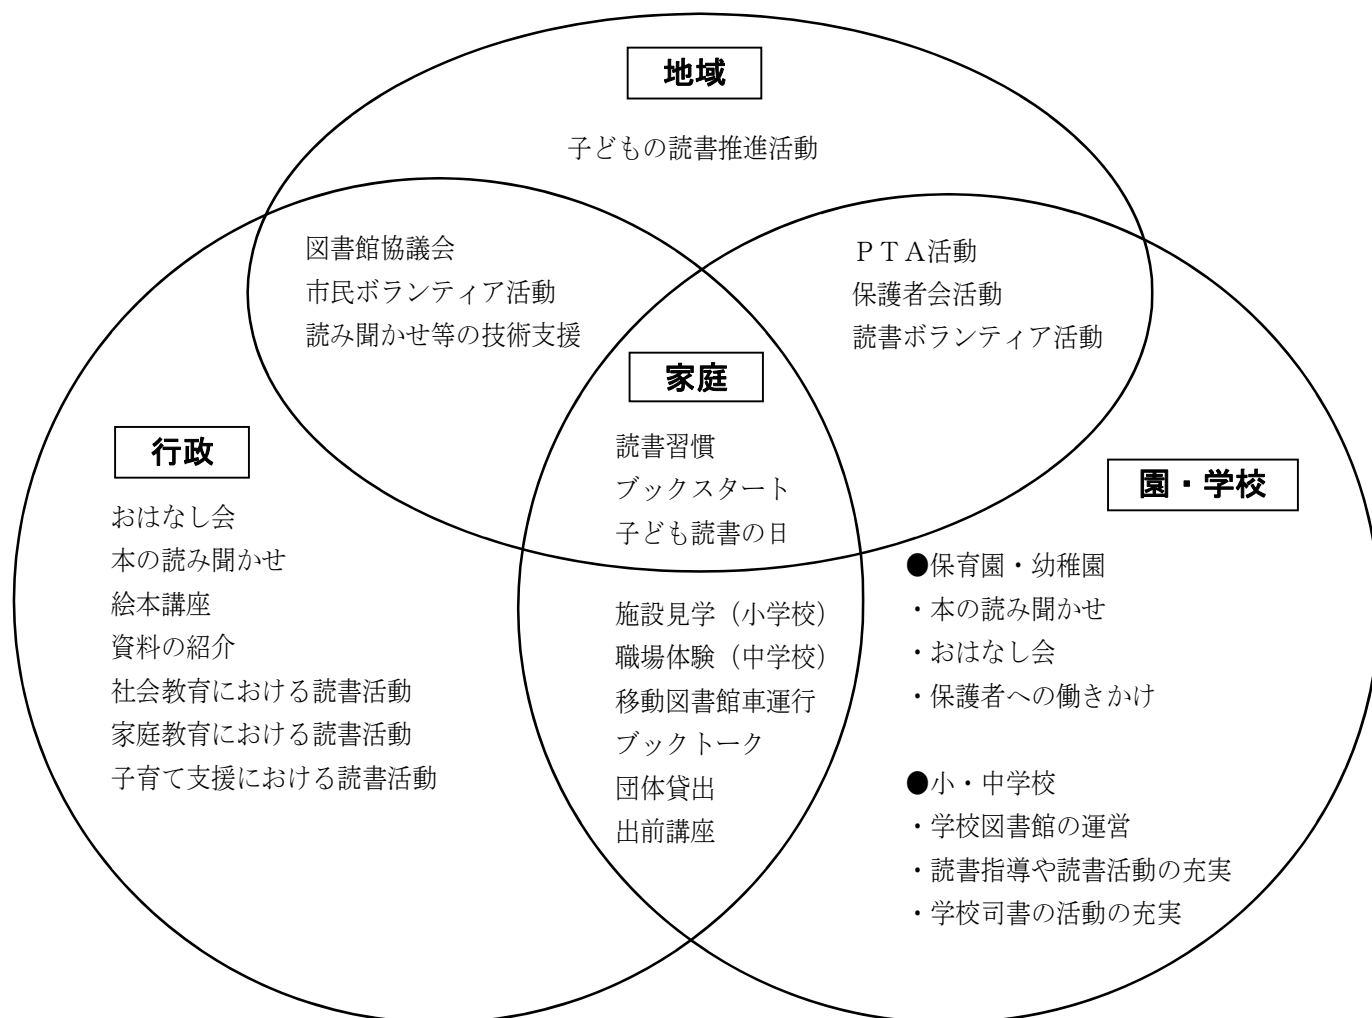 地域
子どもの読書推進活動
図書館協議会
市民ボランティア活動
読み聞かせ等の技術支援
ＰＴＡ活動
保護者会活動
読書ボランティア活動
家庭
読書習慣
ブックスタート
子ども読書の日
行政
おはなし会
本の読み聞かせ
絵本講座
資料の紹介
社会教育における読書活動
家庭教育における読書活動
子育て支援における読書活動
施設見学（小学校）
職場体験（中学校）
移動図書館車運行
ブックトーク
団体貸出
出前講座
園・学校
●保育園・幼稚園
・本の読み聞かせ
・おはなし会
・保護者への働きかけ
●小・中学校
・学校図書館の運営
・読書指導や読書活動の充実
・学校司書の活動の充実